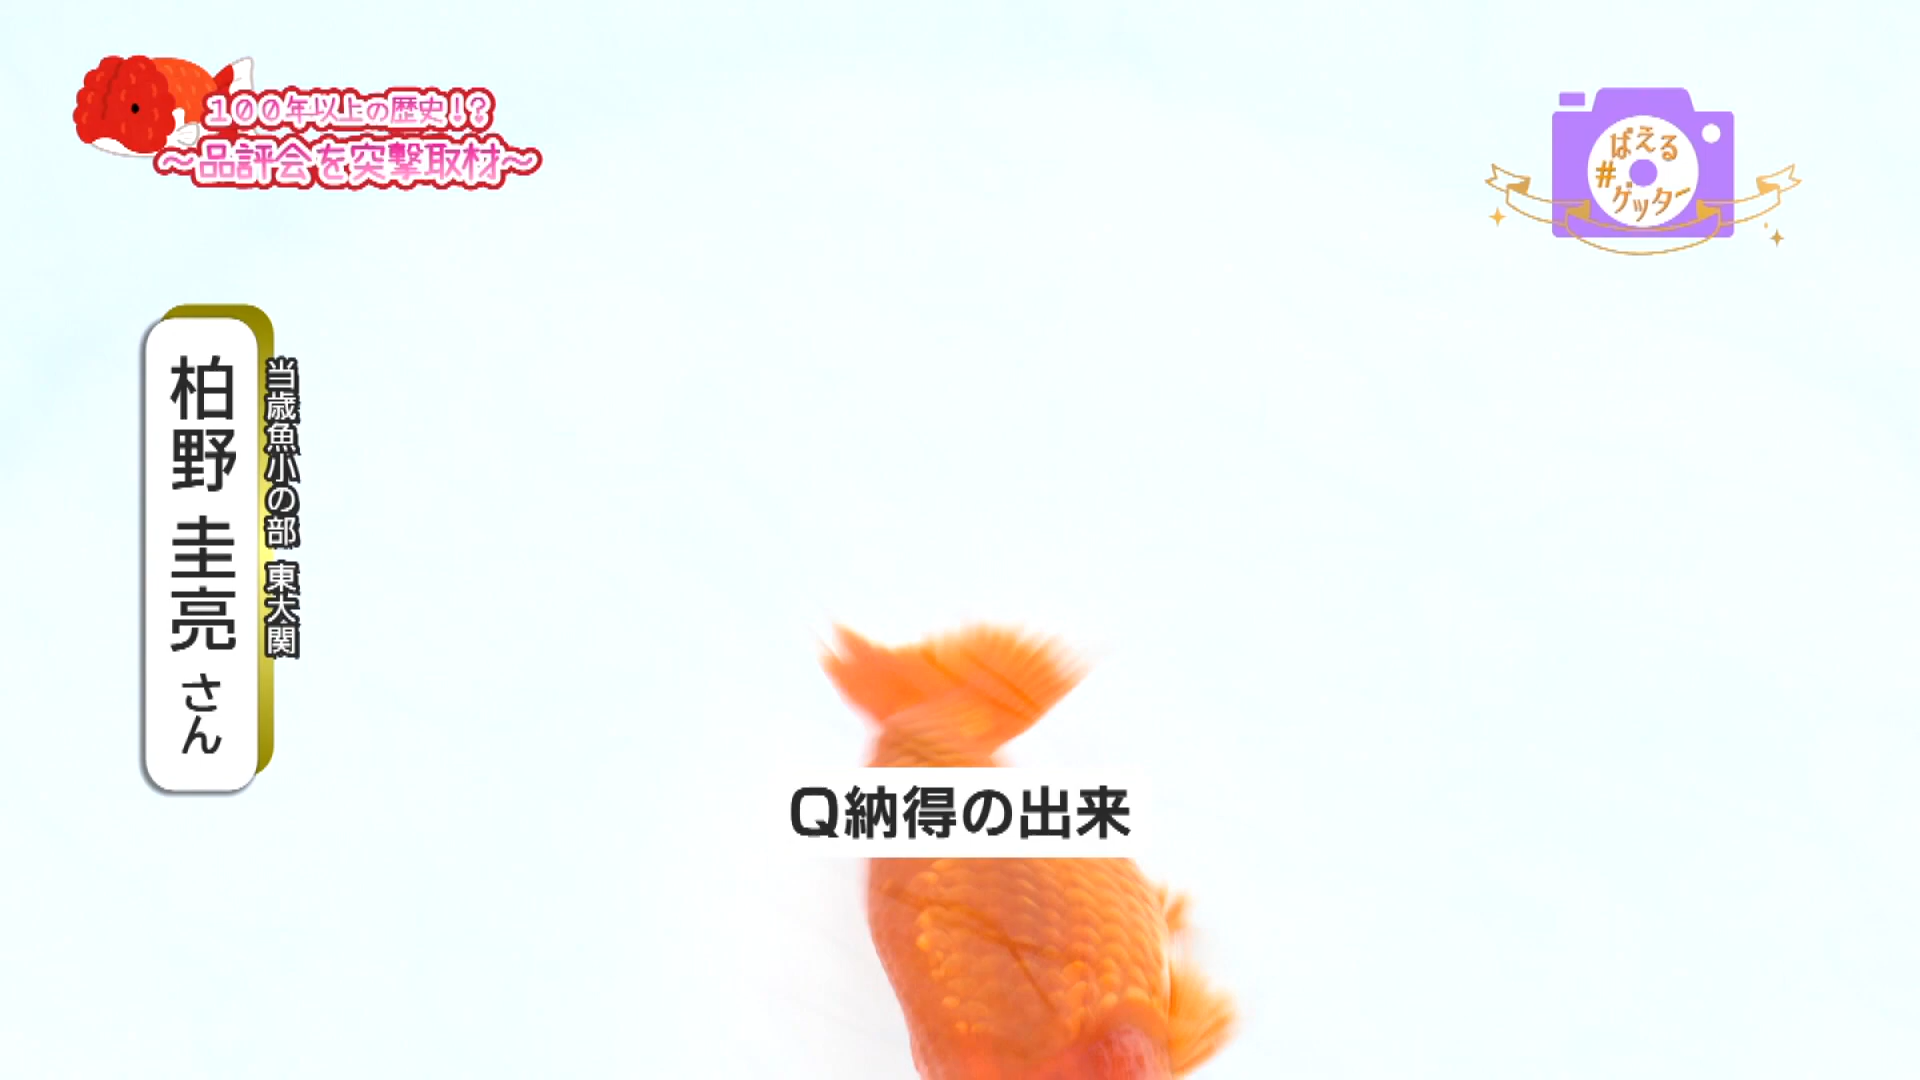 100年以上の歴史!?
～品評会を突撃取材～
ばえる
#ゲッター
当歳魚小の部 東大関
柏野 圭亮 さん
Q納得の出来